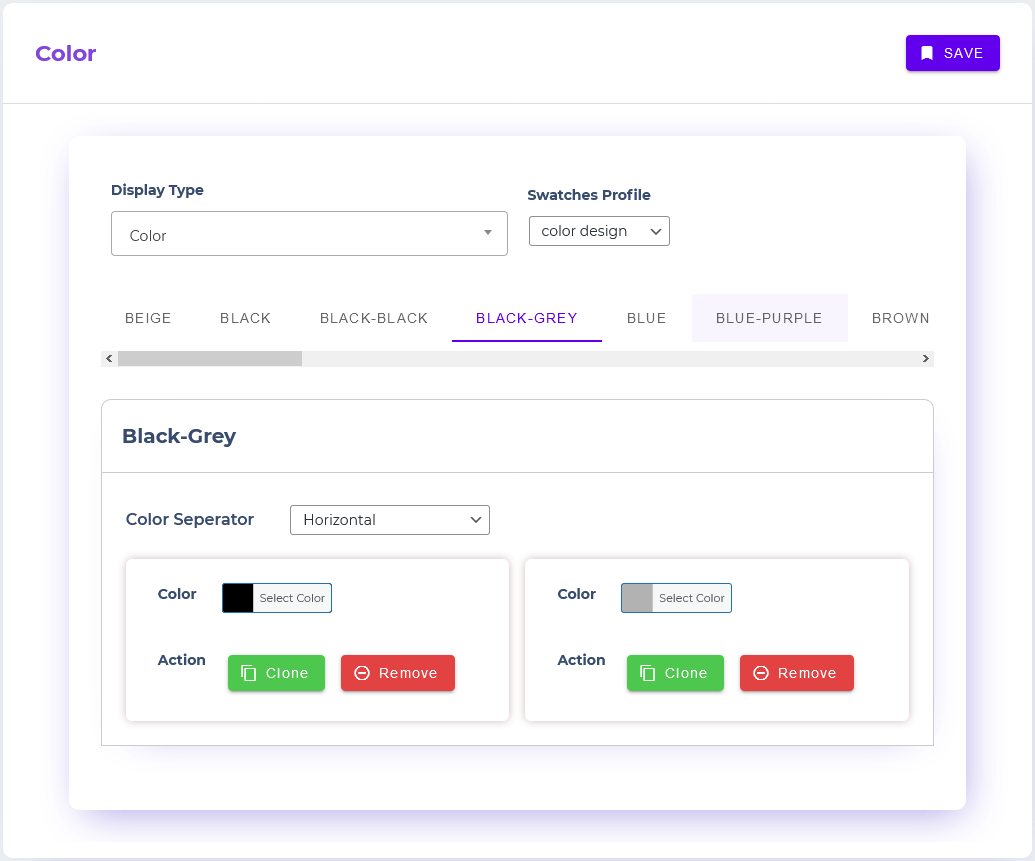 Color
SAVE
Display Type
Swatches Profile
Color
color design
BEIGE BLACK BLACK-BLACK BLACK-GREY BLUE BLUE-PURPLE BROWN
Black-Grey
Color Seperator
Horizontal
Color
Select Color
Color
Select Color
Action
Clone
Remove
Action
Clone
Remove